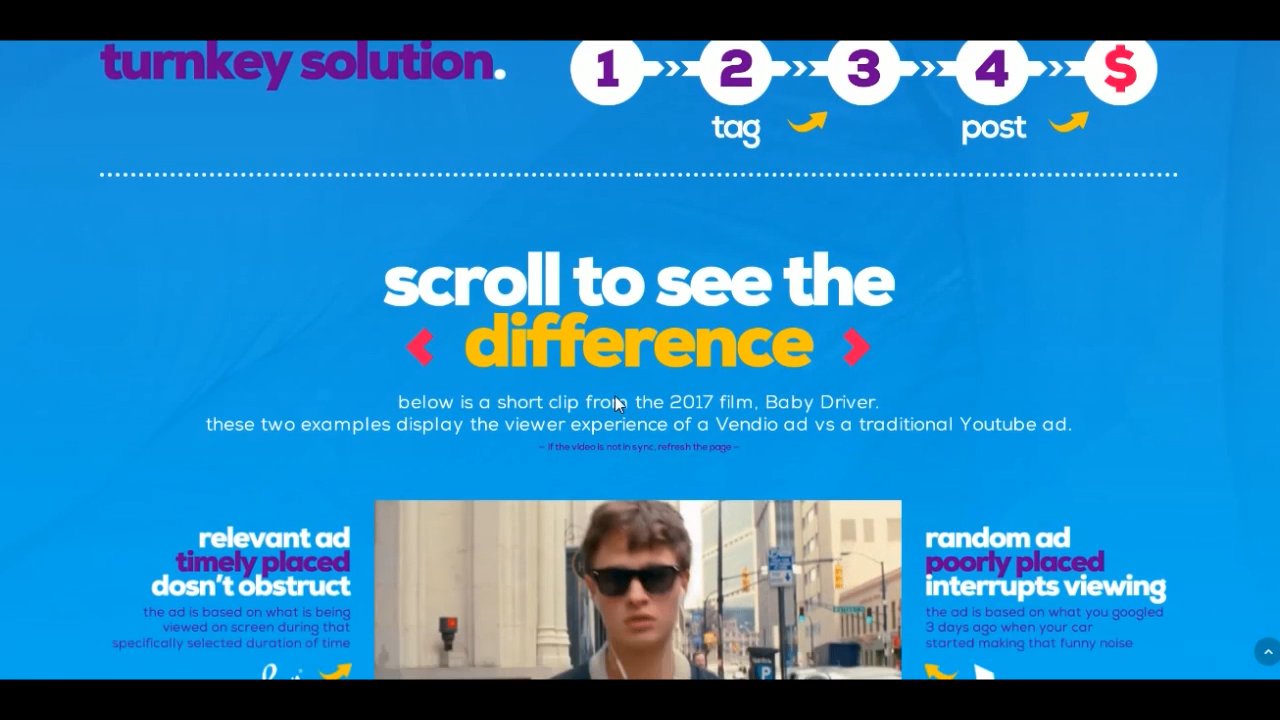 turnkey solution.
1 2 3 4 $
tag post
scroll to see the
difference
below is a short clip from the 2017 film, Baby Driver.
these two examples display the viewer experience of a Vendio ad vs a traditional Youtube ad.
~ if the video is not in sync, refresh the page ~
relevant ad
timely placed
dosn't obstruct
the ad is based on what is being
viewed on screen during that
specifically selected duration of time
random ad
poorly placed
interrupts viewing
the ad is based on what you googled
3 days ago when your car
started making that funny noise
P